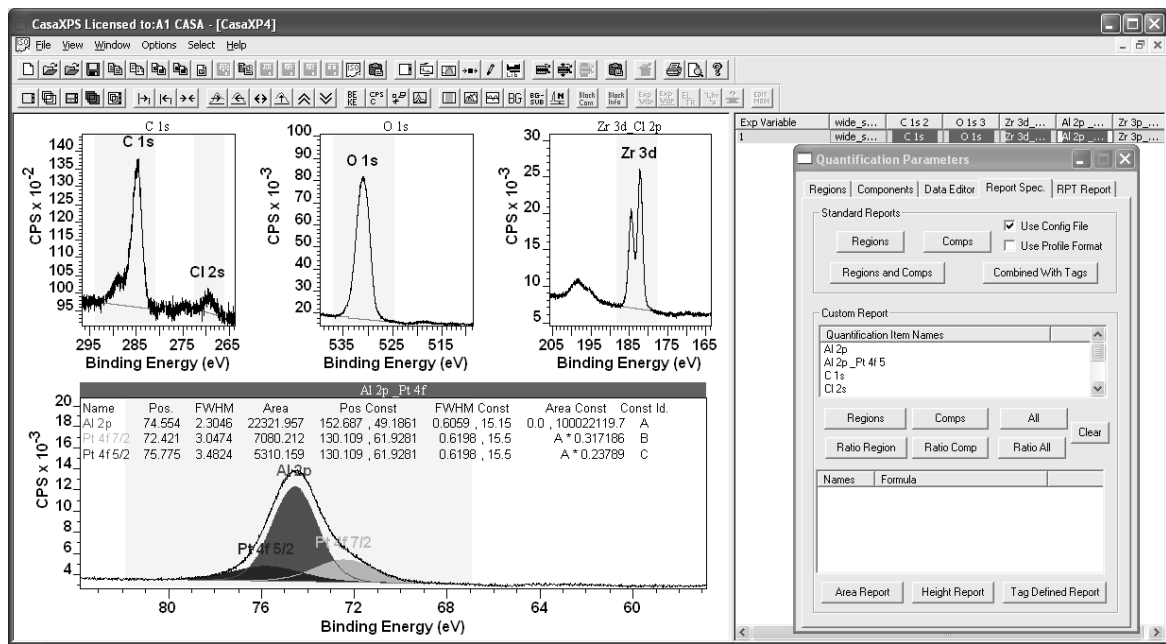 CasaXPS Licensed to:A1 CASA - [CasaXP4]
File View Window Options Select Help
BE KE CPS C BG BG-SUB Block Com Block Info Exp Var Exp Var EDIT MODE
C 1s
O 1s
Zr 3d_Cl 2p
C 1s
Cl 2s
O 1s
Zr 3d
CPS x 10-2
140
135
130
125
120
115
110
105
100
95
295 285 275 265
Binding Energy (eV)
CPS x 10-3
100
90
80
70
60
50
40
30
20
535 525 515
Binding Energy (eV)
CPS x 10-3
30
25
20
15
10
5
205 195 185 175 165
Binding Energy (eV)
Al 2p_Pt 4f
Name Pos. FWHM Area Pos Const FWHM Const Area Const Const Id.
Al 2p 74.554 2.3046 22321.957 152.687 , 49.1861 0.6059 , 15.15 0.0 , 100022119.7 A
Pt 4f 7/2 72.421 3.0474 7080.212 130.109 , 61.9281 0.6198 , 15.5 A * 0.317186 B
Pt 4f 5/2 75.775 3.4824 5310.159 130.109 , 61.9281 0.6198 , 15.5 A * 0.23789 C
Al 2p
Pt 4f 5/2
Pt 4f 7/2
CPS x 10-3
20
18
16
14
12
10
8
6
4
80 76 72 68 64 60
Binding Energy (eV)
Exp Variable wide_s... C 1s 2 O 1s 3 Zr 3d_... Al 2p_... Zr 3p_...
1 wide_s... C 1s O 1s Zr 3d_... Al 2p_... Zr 3p_...
Quantification Parameters
Regions Components Data Editor Report Spec. RPT Report
Standard Reports
Regions Comps Use Config File
Use Profile Format
Regions and Comps Combined With Tags
Custom Report
Quantification Item Names
Al 2p
Al 2p_Pt 4f 5
C 1s
Cl 2s
Regions Comps All
Clear
Ratio Region Ratio Comp Ratio All
Names Formula
Area Report Height Report Tag Defined Report